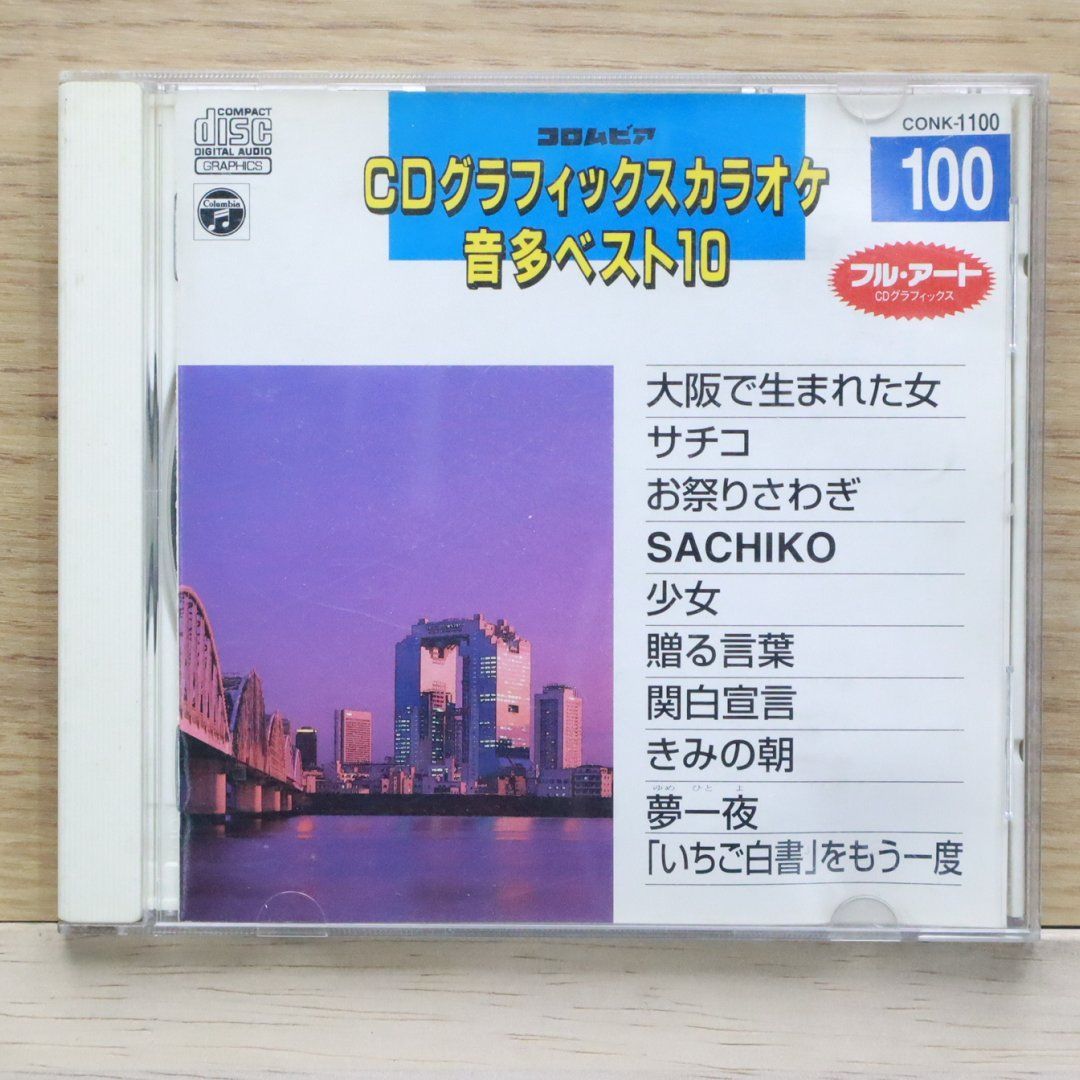 COMPACT
disc
DIGITAL AUDIO
GRAPHICS
Columbia
コロムビア
CDグラフィックスカラオケ
音多ベスト10
CONK-1100
100
フル・アート
CDグラフィックス
大阪で生まれた女
サチコ
お祭りさわぎ
SACHIKO
少女
贈る言葉
関白宣言
きみの朝
ゆめ ひと よ
夢一夜
「いちご白書」をもう一度